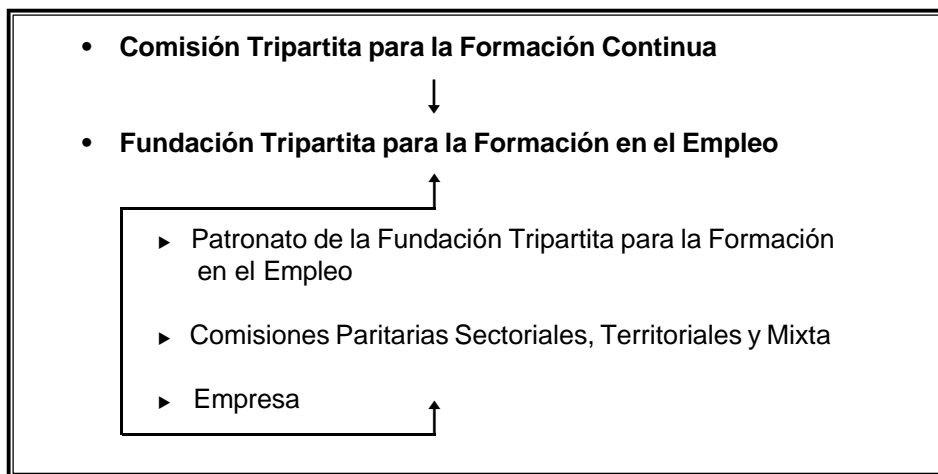 • Comisión Tripartita para la Formación Continua
• Fundación Tripartita para la Formación en el Empleo
► Patronato de la Fundación Tripartita para la Formación
en el Empleo
► Comisiones Paritarias Sectoriales, Territoriales y Mixta
► Empresa